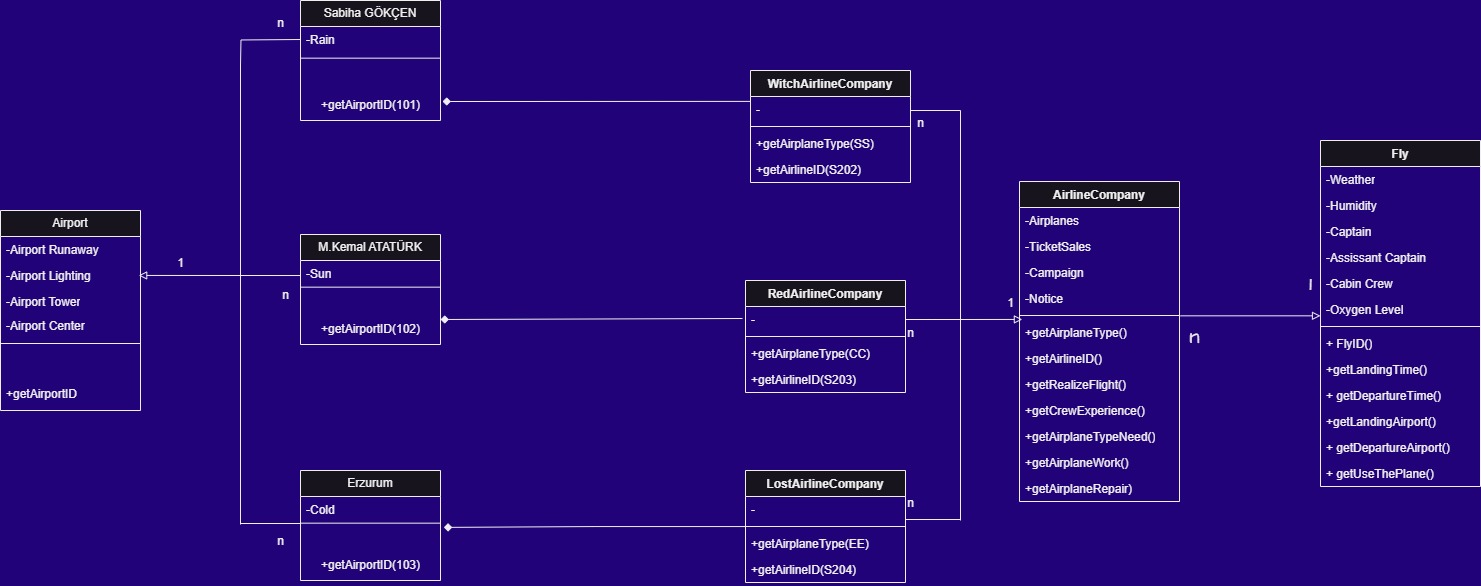 Sabiha GÖKÇEN
-Rain
+getAirportID(101)
n
WitchAirlineCompany
-
+getAirplaneType(SS)
+getAirlineID(S202)
n
Airport
-Airport Runaway
-Airport Lighting
-Airport Tower
-Airport Center
+getAirportID
1
M.Kemal ATATÜRK
-Sun
+getAirportID(102)
n
RedAirlineCompany
-
+getAirplaneType(CC)
+getAirlineID(S203)
n
Erzurum
-Cold
+getAirportID(103)
n
LostAirlineCompany
-
+getAirplaneType(EE)
+getAirlineID(S204)
n
AirlineCompany
-Airplanes
-TicketSales
-Campaign
-Notice
+getAirplaneType()
+getAirlineID()
+getRealizeFlight()
+getCrewExperience()
+getAirplaneTypeNeed()
+getAirplaneWork()
+getAirplaneRepair)
1
n
Fly
-Weather
-Humidity
-Captain
-Assissant Captain
-Cabin Crew
-Oxygen Level
+ FlyID()
+getLandingTime()
+ getDepartureTime()
+getLandingAirport()
+ getDepartureAirport()
+ getUseThePlane()
l